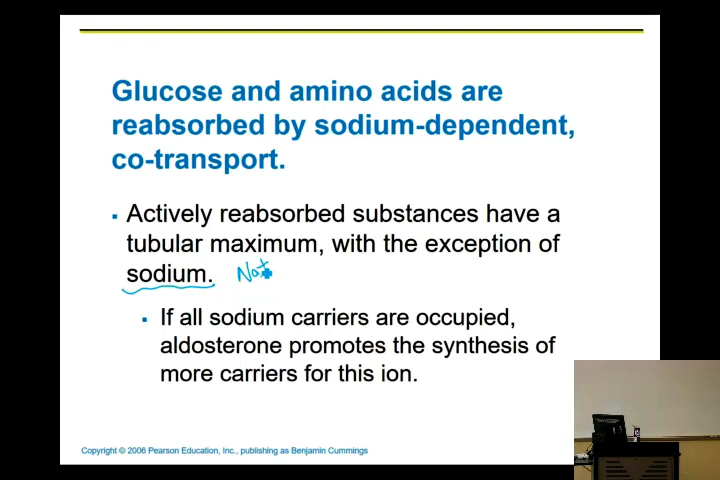 Glucose and amino acids are
reabsorbed by sodium-dependent,
co-transport.
▪ Actively reabsorbed substances have a
tubular maximum, with the exception of
sodium. Na+
▪ If all sodium carriers are occupied,
aldosterone promotes the synthesis of
more carriers for this ion.
Copyright © 2006 Pearson Education, Inc., publishing as Benjamin Cummings